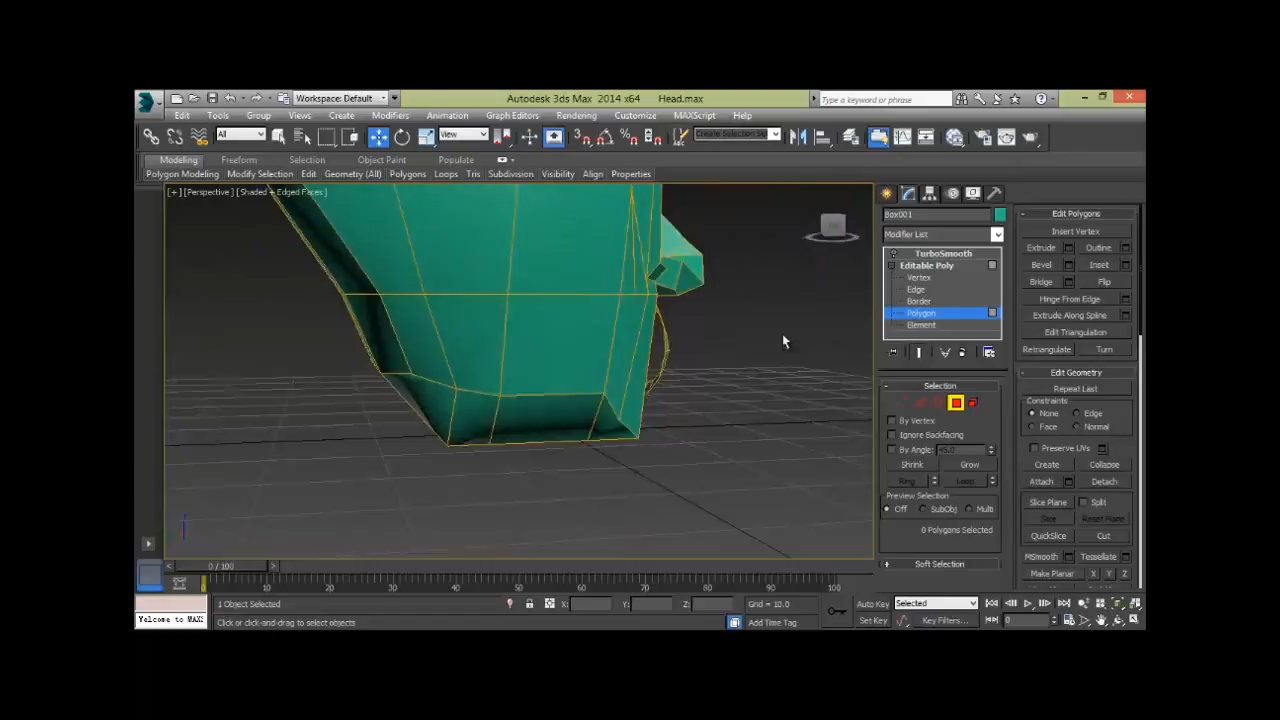 Workspace: Default
Autodesk 3ds Max 2014 x64 Head.max
Type a keyword or phrase
Edit Tools Group Views Create Modifiers Animation Graph Editors Rendering Customize MAXScript Help
All View Create Selection Se
Modeling Freeform Selection Object Paint Populate
Polygon Modeling Modify Selection Edit Geometry (All) Polygons Loops Tris Subdivision Visibility Align Properties
[+] [Perspective] [Shaded + Edged Faces]
Box001
Modifier List
TurboSmooth
Editable Poly
Vertex
Edge
Border
Polygon
Element
Selection
By Vertex
Ignore Backfacing
By Angle: 45.0
Shrink Grow
Ring Loop
Preview Selection
Off SubObj Multi
0 Polygons Selected
Soft Selection
Edit Polygons
Insert Vertex
Extrude Outline
Bevel Inset
Bridge Flip
Hinge From Edge
Extrude Along Spline
Edit Triangulation
Retriangulate Turn
Edit Geometry
Repeat Last
Constraints
None Edge
Face Normal
Preserve UVs
Create Collapse
Attach Detach
Slice Plane Split
Slice Reset Plane
QuickSlice Cut
MSmooth Tessellate
Make Planar X Y Z
0 / 100
0 10 20 30 40 50 60 70 80 90 100
1 Object Selected X: Y: Z: Grid = 10.0 Auto Key Selected
Welcome to MAX Click or click-and-drag to select objects Add Time Tag Set Key Key Filters... 0